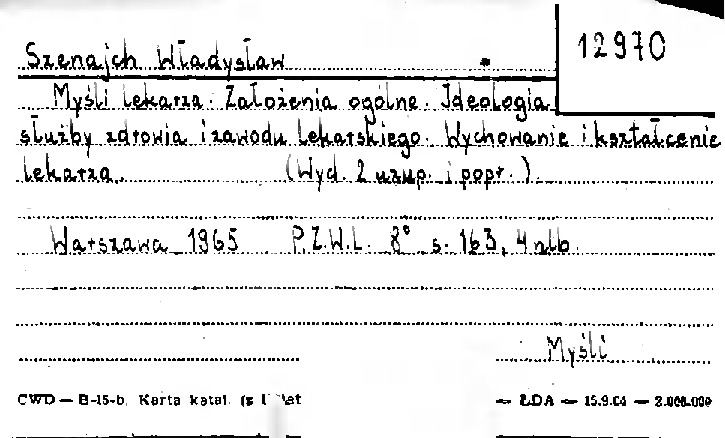 12970
Szenajch Władysław
Myśli lekarza. Założenia ogólne. Ideologia
służby zdrowia i zawodu lekarskiego. Wychowanie i kształcenie
lekarza. (Wyd. 2 uzup. i popr.).
Warszawa 1965 P.Z.W.L. 8° s. 163, 4 nlb.
Myśli
CWD — B-15-b. Karta katal. — ŁDA — 15.9.64 — 2.000.000